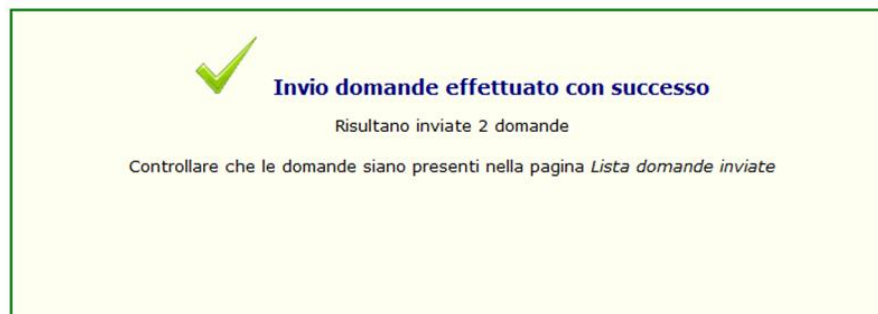 Invio domande effettuato con successo
Risultano inviate 2 domande
Controllare che le domande siano presenti nella pagina Lista domande inviate